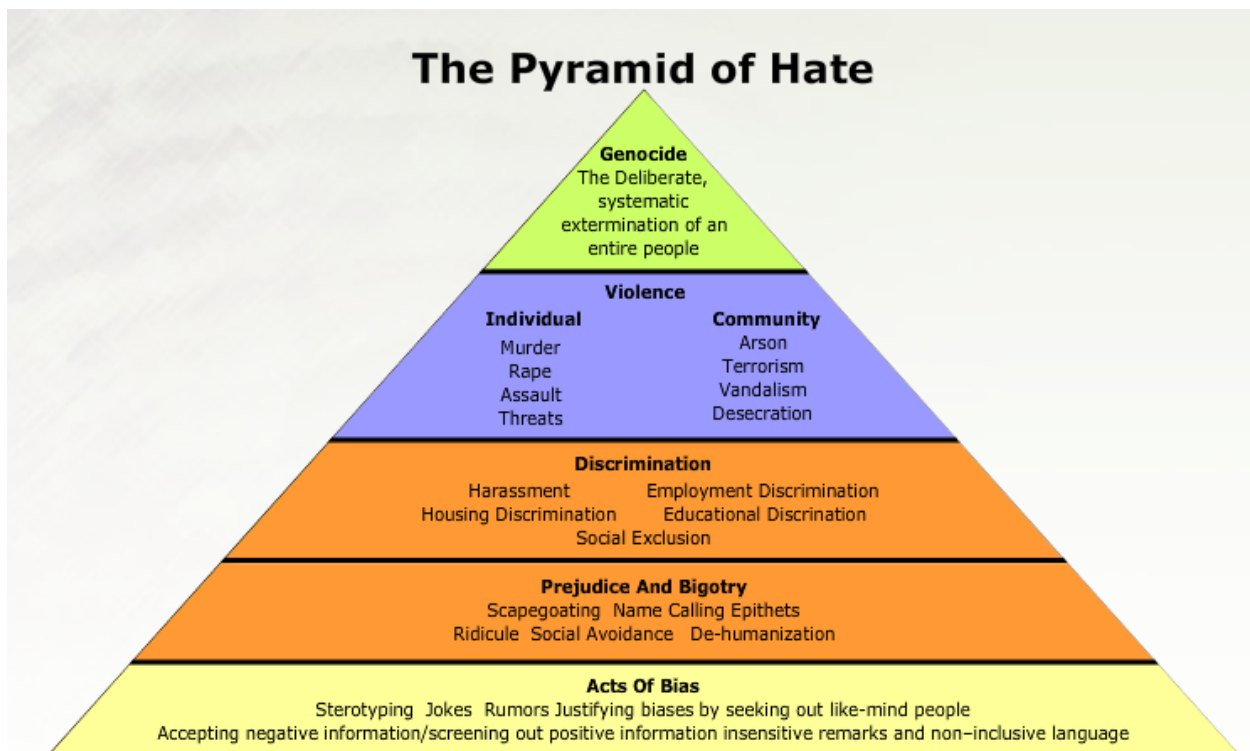 The Pyramid of Hate
Genocide
The Deliberate,
systematic
extermination of an
entire people
Violence
Individual
Murder
Rape
Assault
Threats
Community
Arson
Terrorism
Vandalism
Desecration
Discrimination
Harassment Employment Discrimination
Housing Discrimination Educational Discrination
Social Exclusion
Prejudice And Bigotry
Scapegoating Name Calling Epithets
Ridicule Social Avoidance De-humanization
Acts Of Bias
Sterotyping Jokes Rumors Justifying biases by seeking out like-mind people
Accepting negative information/screening out positive information insensitive remarks and non–inclusive language